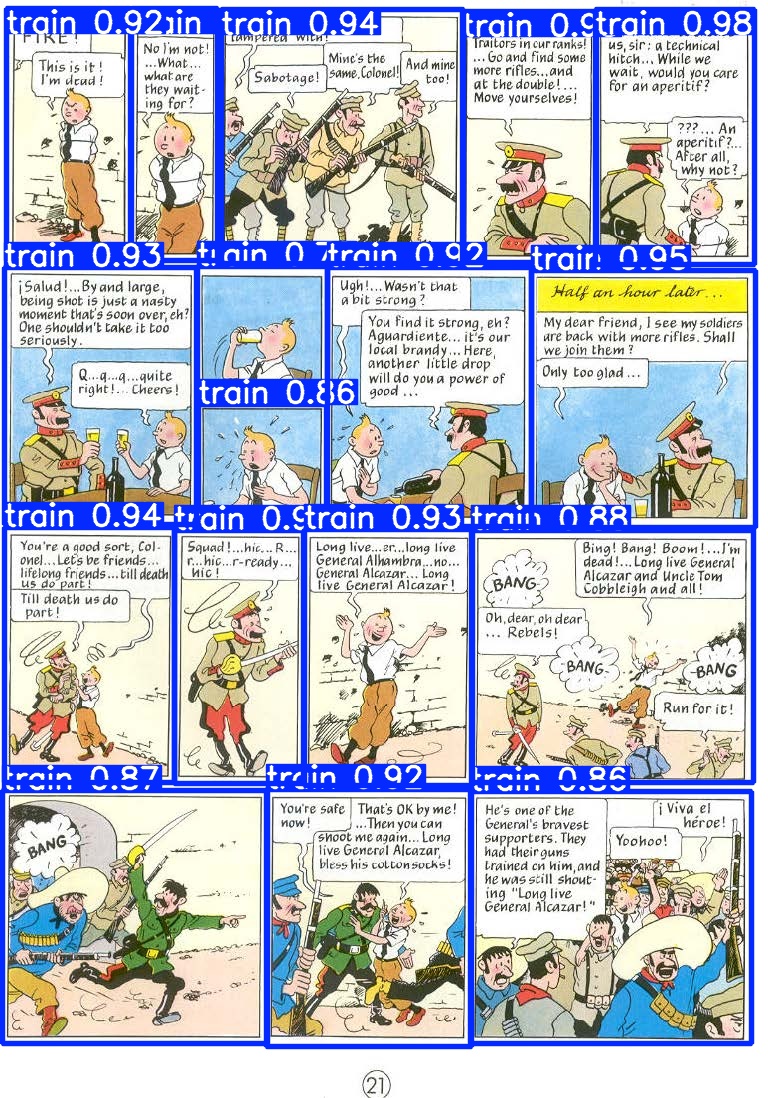 train 0.92
train 0.94
train 0.98
FIRE!
This is it!
I'm dead!
No I'm not!
...What...
what are
they wait-
ing for?
tampered with!
Sabotage!
Mine's the
same, Colonel!
And mine
too!
Traitors in our ranks!
...Go and find some
more rifles...and
at the double!...
Move yourselves!
us, sir: a technical
hitch... While we
wait, would you care
for an aperitif?
???... An
aperitif?...
After all,
why not?
train 0.93
train 0.92
train 0.95
¡Salud!...By and large,
being shot is just a nasty
moment that's soon over, eh?
One shouldn't take it too
seriously.
Q...q...q...quite
right!... Cheers!
train 0.86
Ugh!...Wasn't that
a bit strong?
You find it strong, eh?
Aguardiente... it's our
local brandy... Here,
another little drop
will do you a power of
good...
Half an hour later...
My dear friend, I see my soldiers
are back with more rifles. Shall
we join them?
Only too glad...
train 0.94
train 0.93
train 0.88
You're a good sort, Col-
onel... Let's be friends...
lifelong friends... till death
us do part!
Till death us do
part!
Squad!...hic... R...
r...hic...r-ready...
hic!
Long live...er...long live
General Alhambra...no...
General Alcazar... Long
live General Alcazar!
BANG
Bing! Bang! Boom!...I'm
dead!... Long live General
Alcazar and Uncle Tom
Cobbleigh and all!
Oh, dear, oh dear
... Rebels!
BANG
BANG
Run for it!
train 0.87
train 0.92
train 0.86
BANG
You're safe
now!
That's OK by me!
...Then you can
shoot me again... Long
live General Alcazar,
bless his cotton socks!
He's one of the
General's bravest
supporters. They
had their guns
trained on him, and
he was still shout-
ing "Long live
General Alcazar!"
Yoohoo!
¡Viva el
héroe!
21